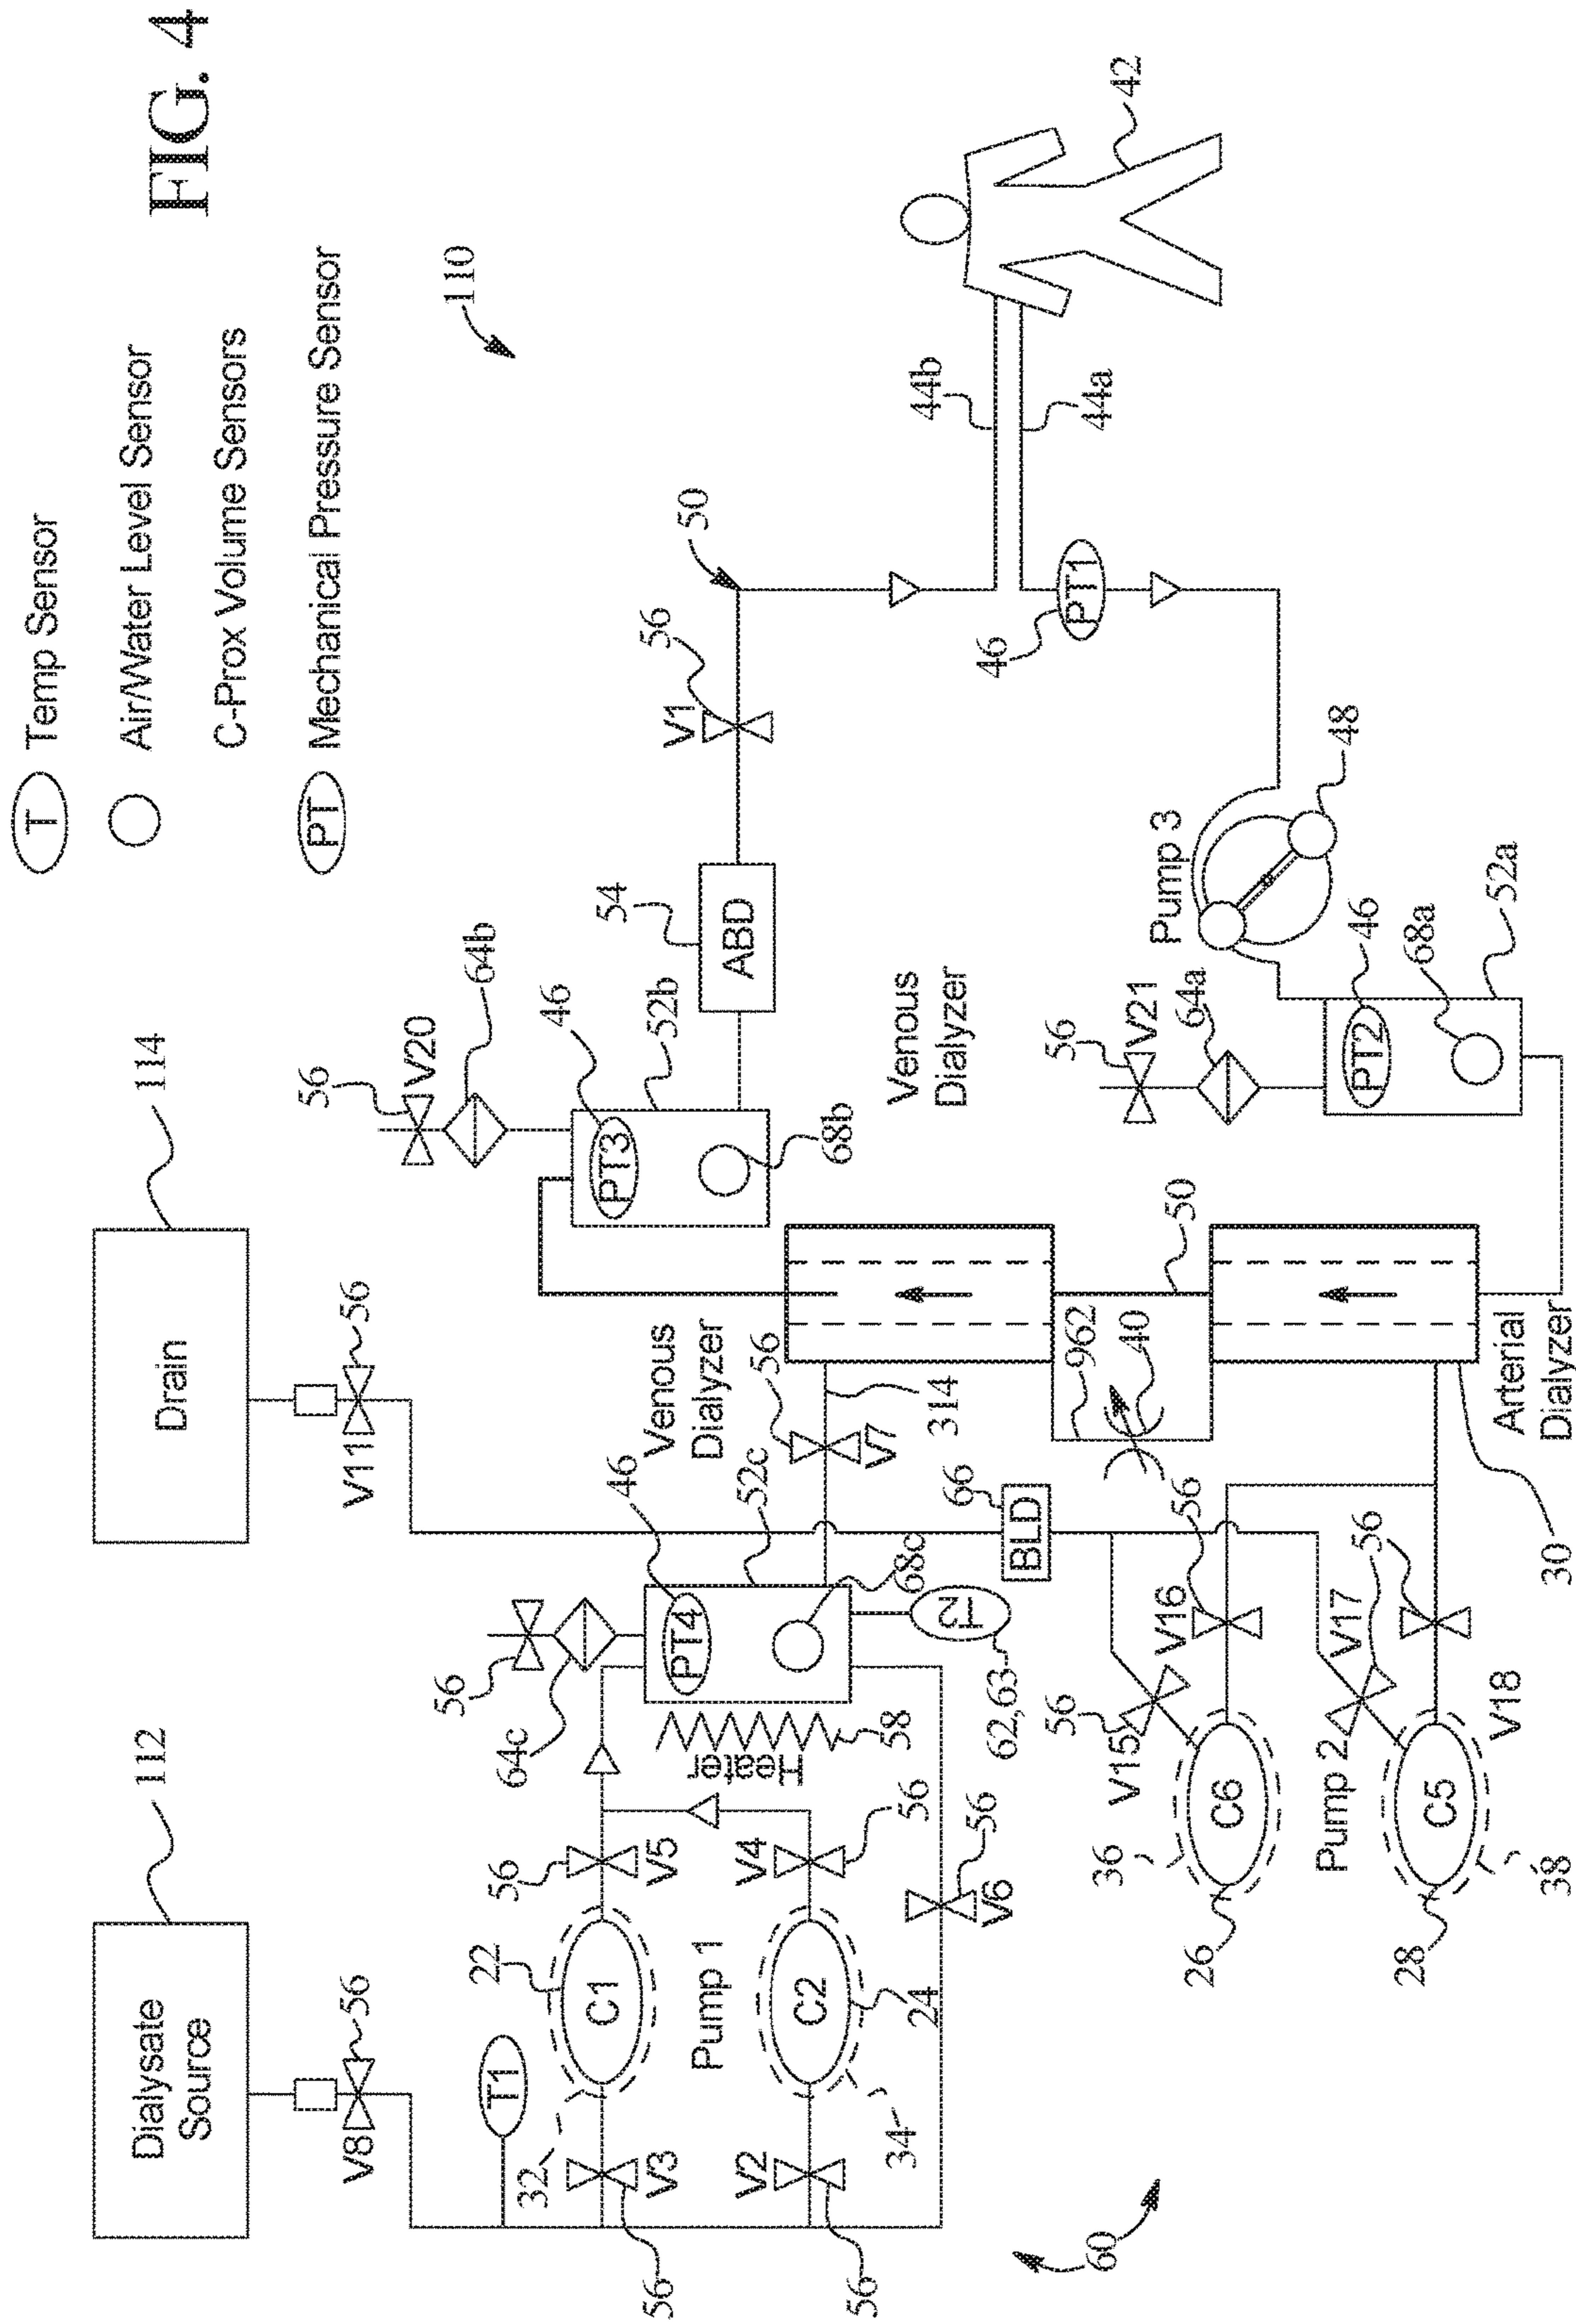 FIG. 4
T Temp Sensor
Air/Water Level Sensor
C-Prox Volume Sensors
PT Mechanical Pressure Sensor
110
Dialysate
Source
112
Drain
114
V8
56
V11
56
T1
32
22
C1
V3
56
V5
56
Pump 1
V2
56
C2
24
34
V4
56
V6
56
60
64c
56
PT4
46
52c
68c
Heater
58
T2
62,63
Venous
Dialyzer
56
V7
314
BLD
66
962
40
50
56
V20
64b
PT3
46
52b
68b
ABD
54
V1
56
50
44b
44a
42
46
PT1
Pump 3
48
Venous
Dialyzer
56
V21
64a
PT2
46
68a
52a
Arterial
Dialyzer
30
V15
56
V16
56
C6
26
36
Pump 2
V17
56
C5
28
38
V18